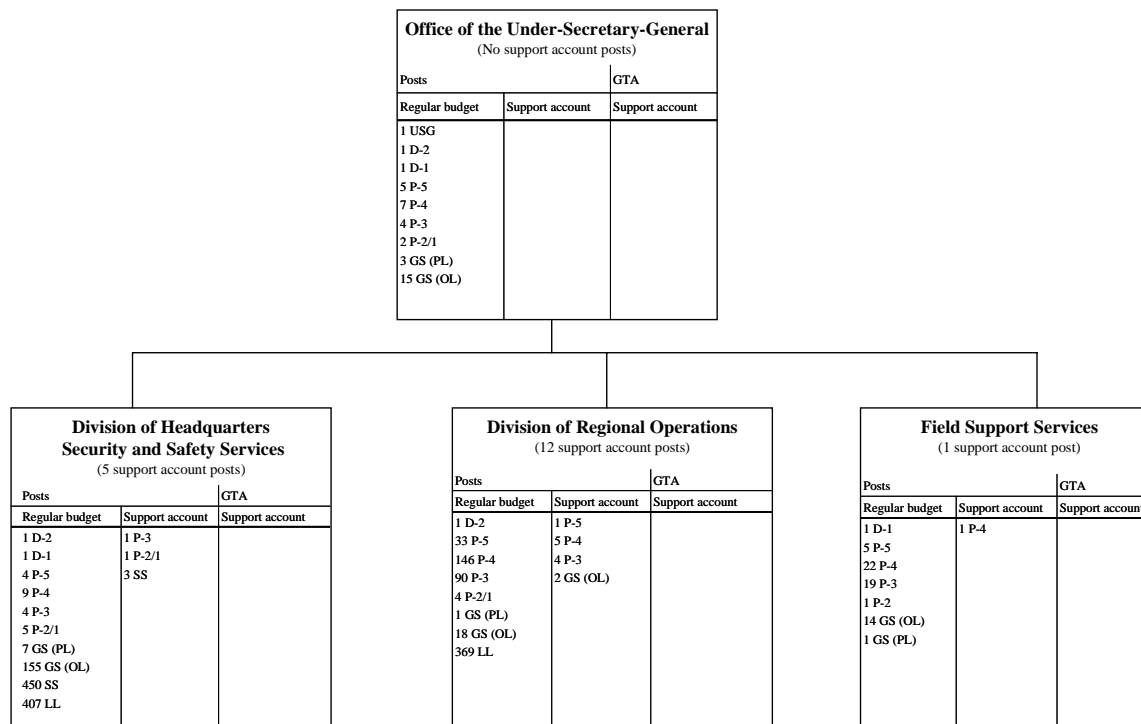 Office of the Under-Secretary-General
(No support account posts)
Posts GTA
Regular budget Support account Support account
1 USG
1 D-2
1 D-1
5 P-5
7 P-4
4 P-3
2 P-2/1
3 GS (PL)
15 GS (OL)
Division of Headquarters
Security and Safety Services
(5 support account posts)
Posts GTA
Regular budget Support account Support account
1 D-2 1 P-3
1 D-1 1 P-2/1
4 P-5 3 SS
9 P-4
4 P-3
5 P-2/1
7 GS (PL)
155 GS (OL)
450 SS
407 LL
Division of Regional Operations
(12 support account posts)
Posts GTA
Regular budget Support account Support account
1 D-2 1 P-5
33 P-5 5 P-4
146 P-4 4 P-3
90 P-3 2 GS (OL)
4 P-2/1
1 GS (PL)
18 GS (OL)
369 LL
Field Support Services
(1 support account post)
Posts GTA
Regular budget Support account Support account
1 D-1 1 P-4
5 P-5
22 P-4
19 P-3
1 P-2
14 GS (OL)
1 GS (PL)